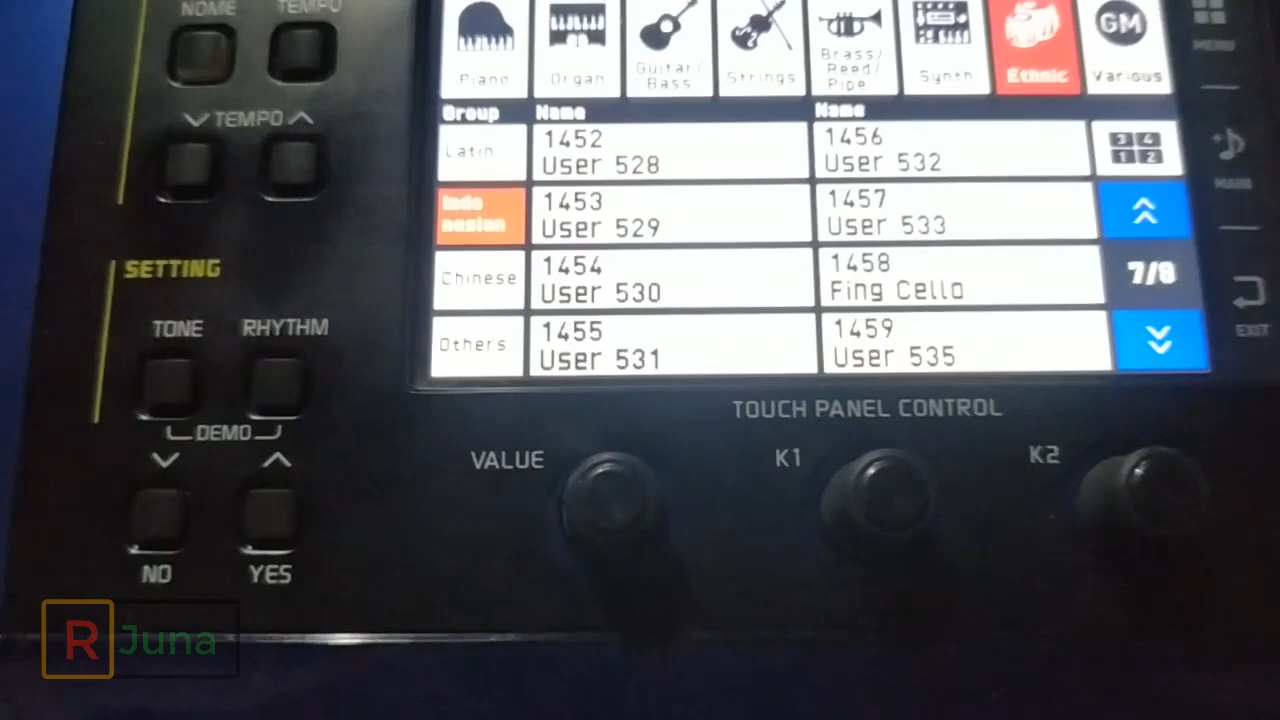 NOME TEMPO
TEMPO
SETTING
TONE RHYTHM
DEMO
NO YES
Piano
Organ
Guitar/
Bass
Strings
Brass/
Reed/
Pipe
Synth
Ethnic
GM
Various
Group Name Name
Latin
Indo
nesian
Chinese
Others
1452
User 528
1456
User 532
1453
User 529
1457
User 533
1454
User 530
1458
Fing Cello
1455
User 531
1459
User 535
3 4
1 2
7/8
MENU
MAIN
EXIT
TOUCH PANEL CONTROL
VALUE K1 K2
R Juna